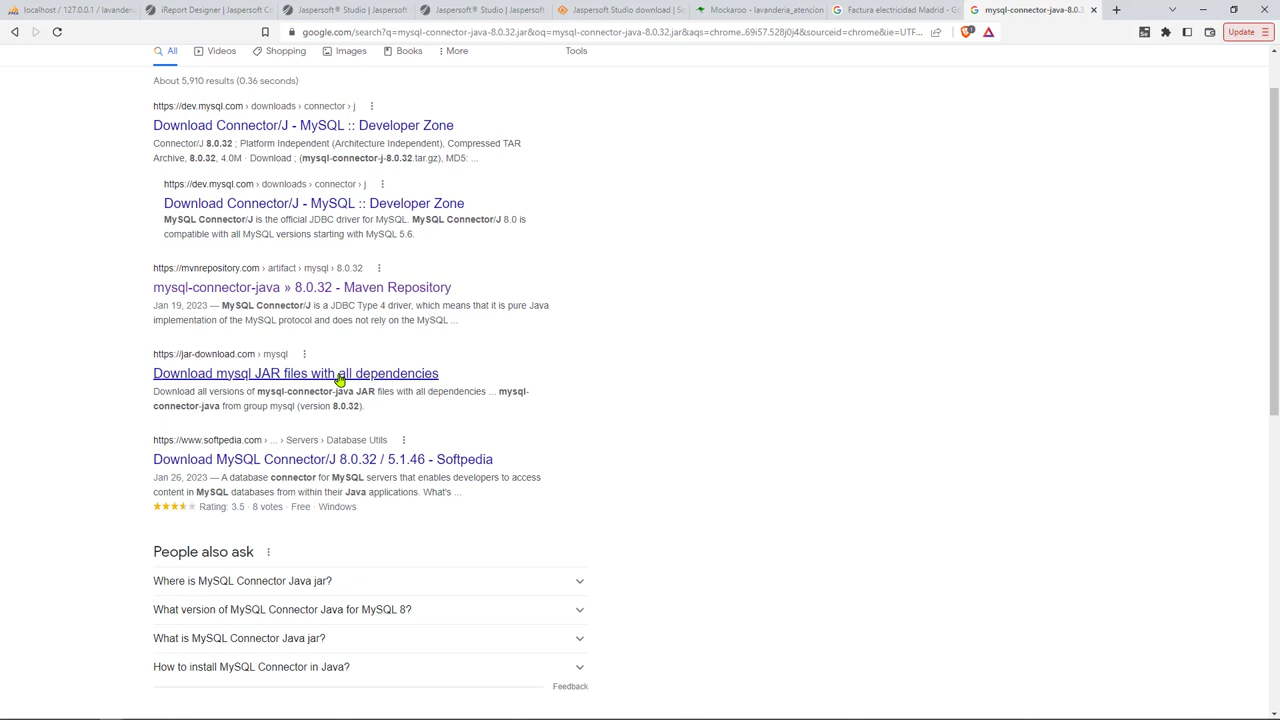 localhost / 127.0.0.1 / lavander
iReport Designer | Jaspersoft Co
Jaspersoft® Studio | Jaspersoft
Jaspersoft® Studio | Jaspersoft
Jaspersoft Studio download | So
Mockaroo - lavanderia_atencion
Factura electricidad Madrid - Go
mysql-connector-java-8.0.3
google.com/search?q=mysql-connector-java-8.0.32,jar&oq=mysql-connector-java-8.0.32,jar&aqs=chrome..69i57.528j0j4&sourceid=chrome&ie=UTF...
Update
All
Videos
Shopping
Images
Books
More
Tools
About 5,910 results (0.36 seconds)
https://dev.mysql.com › downloads › connector › j
Download Connector/J - MySQL :: Developer Zone
Connector/J 8.0.32 ; Platform Independent (Architecture Independent), Compressed TAR
Archive, 8.0.32, 4.0M · Download ; (mysql-connector-j-8.0.32.tar.gz), MD5: ...
https://dev.mysql.com › downloads › connector › j
Download Connector/J - MySQL :: Developer Zone
MySQL Connector/J is the official JDBC driver for MySQL. MySQL Connector/J 8.0 is
compatible with all MySQL versions starting with MySQL 5.6.
https://mvnrepository.com › artifact › mysql › 8.0.32
mysql-connector-java » 8.0.32 - Maven Repository
Jan 19, 2023 — MySQL Connector/J is a JDBC Type 4 driver, which means that it is pure Java
implementation of the MySQL protocol and does not rely on the MySQL ...
https://jar-download.com › mysql
Download mysql JAR files with all dependencies
Download all versions of mysql-connector-java JAR files with all dependencies ... mysql-
connector-java from group mysql (version 8.0.32).
https://www.softpedia.com › ... › Servers › Database Utils
Download MySQL Connector/J 8.0.32 / 5.1.46 - Softpedia
Jan 26, 2023 — A database connector for MySQL servers that enables developers to access
content in MySQL databases from within their Java applications. What's ...
Rating: 3.5 · 8 votes · Free · Windows
People also ask
Where is MySQL Connector Java jar?
What version of MySQL Connector Java for MySQL 8?
What is MySQL Connector Java jar?
How to install MySQL Connector in Java?
Feedback